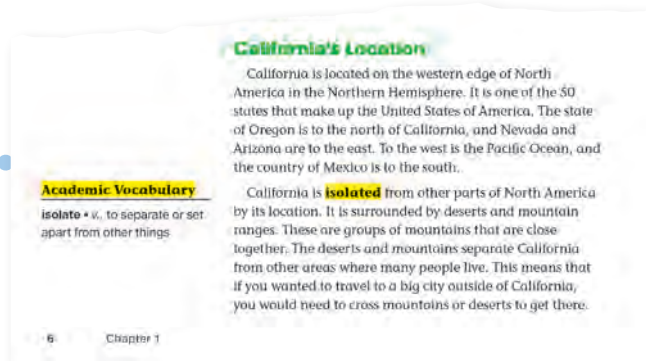 California's Location
California is located on the western edge of North
America in the Northern Hemisphere. It is one of the 50
states that make up the United States of America. The state
of Oregon is to the north of California, and Nevada and
Arizona are to the east. To the west is the Pacific Ocean, and
the country of Mexico is to the south.
Academic Vocabulary
isolate • v., to separate or set
apart from other things
California is isolated from other parts of North America
by its location. It is surrounded by deserts and mountain
ranges. These are groups of mountains that are close
together. The deserts and mountains separate California
from other areas where many people live. This means that
if you wanted to travel to a big city outside of California,
you would need to cross mountains or deserts to get there.
6 Chapter 1